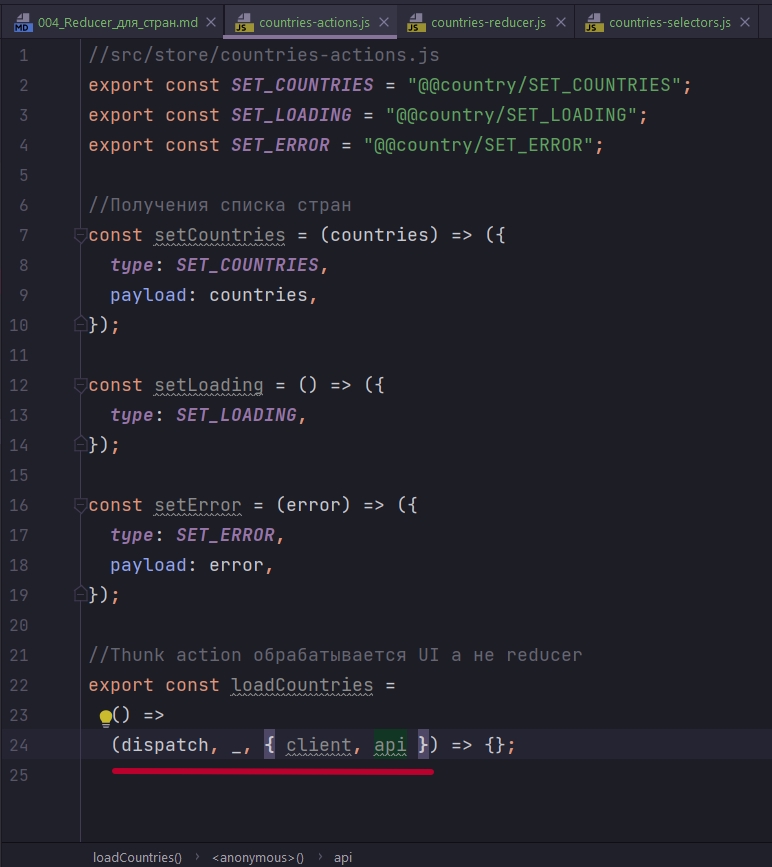 004_Reducer_для_стран.md countries-actions.js countries-reducer.js countries-selectors.js
1 //src/store/countries-actions.js
2 export const SET_COUNTRIES = "@@country/SET_COUNTRIES";
3 export const SET_LOADING = "@@country/SET_LOADING";
4 export const SET_ERROR = "@@country/SET_ERROR";
5
6 //Получения списка стран
7 const setCountries = (countries) => ({
8 type: SET_COUNTRIES,
9 payload: countries,
10 });
11
12 const setLoading = () => ({
13 type: SET_LOADING,
14 });
15
16 const setError = (error) => ({
17 type: SET_ERROR,
18 payload: error,
19 });
20
21 //Thunk action обрабатывается UI а не reducer
22 export const loadCountries =
23 () =>
24 (dispatch, _, { client, api }) => {};
25
loadCountries() › <anonymous>() › api